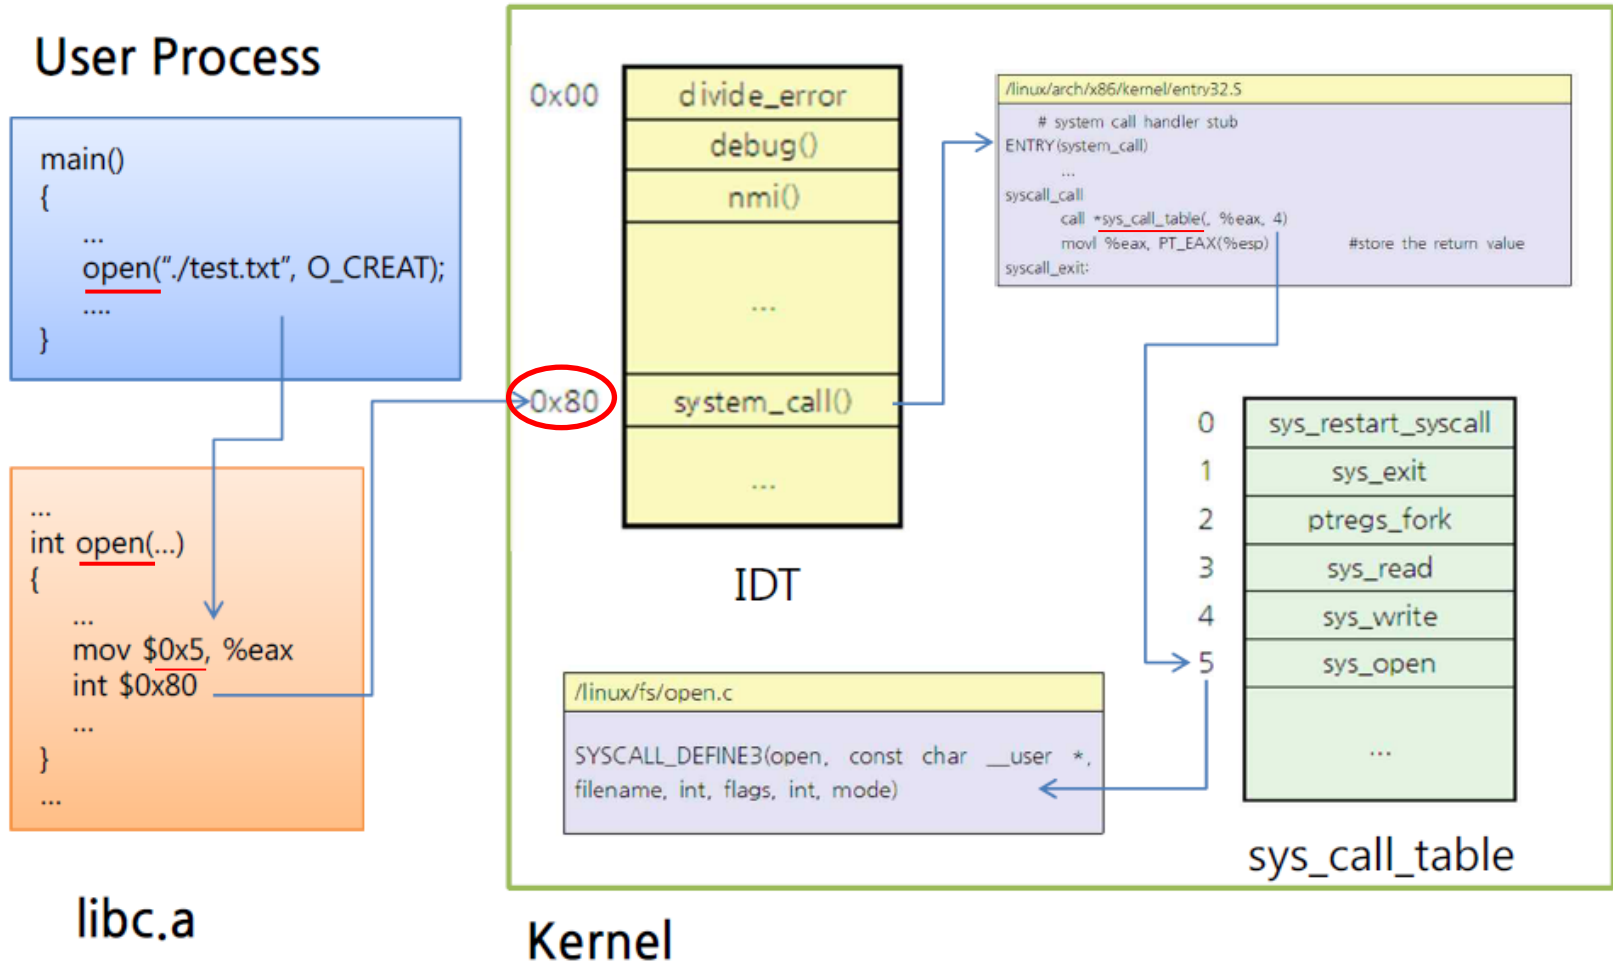 User Process
main()
{
...
open("./test.txt", O_CREAT);
....
}
...
int open(...)
{
...
mov $0x5, %eax
int $0x80
...
}
...
libc.a
0x00
divide_error
debug()
nmi()
...
0x80
system_call()
...
IDT
/linux/arch/x86/kernel/entry32.S
# system call handler stub
ENTRY(system_call)
...
syscall_call
call *sys_call_table(, %eax, 4)
movl %eax, PT_EAX(%esp) #store the return value
syscall_exit:
0 sys_restart_syscall
1 sys_exit
2 ptregs_fork
3 sys_read
4 sys_write
5 sys_open
...
sys_call_table
/linux/fs/open.c
SYSCALL_DEFINE3(open, const char __user *,
filename, int, flags, int, mode)
Kernel